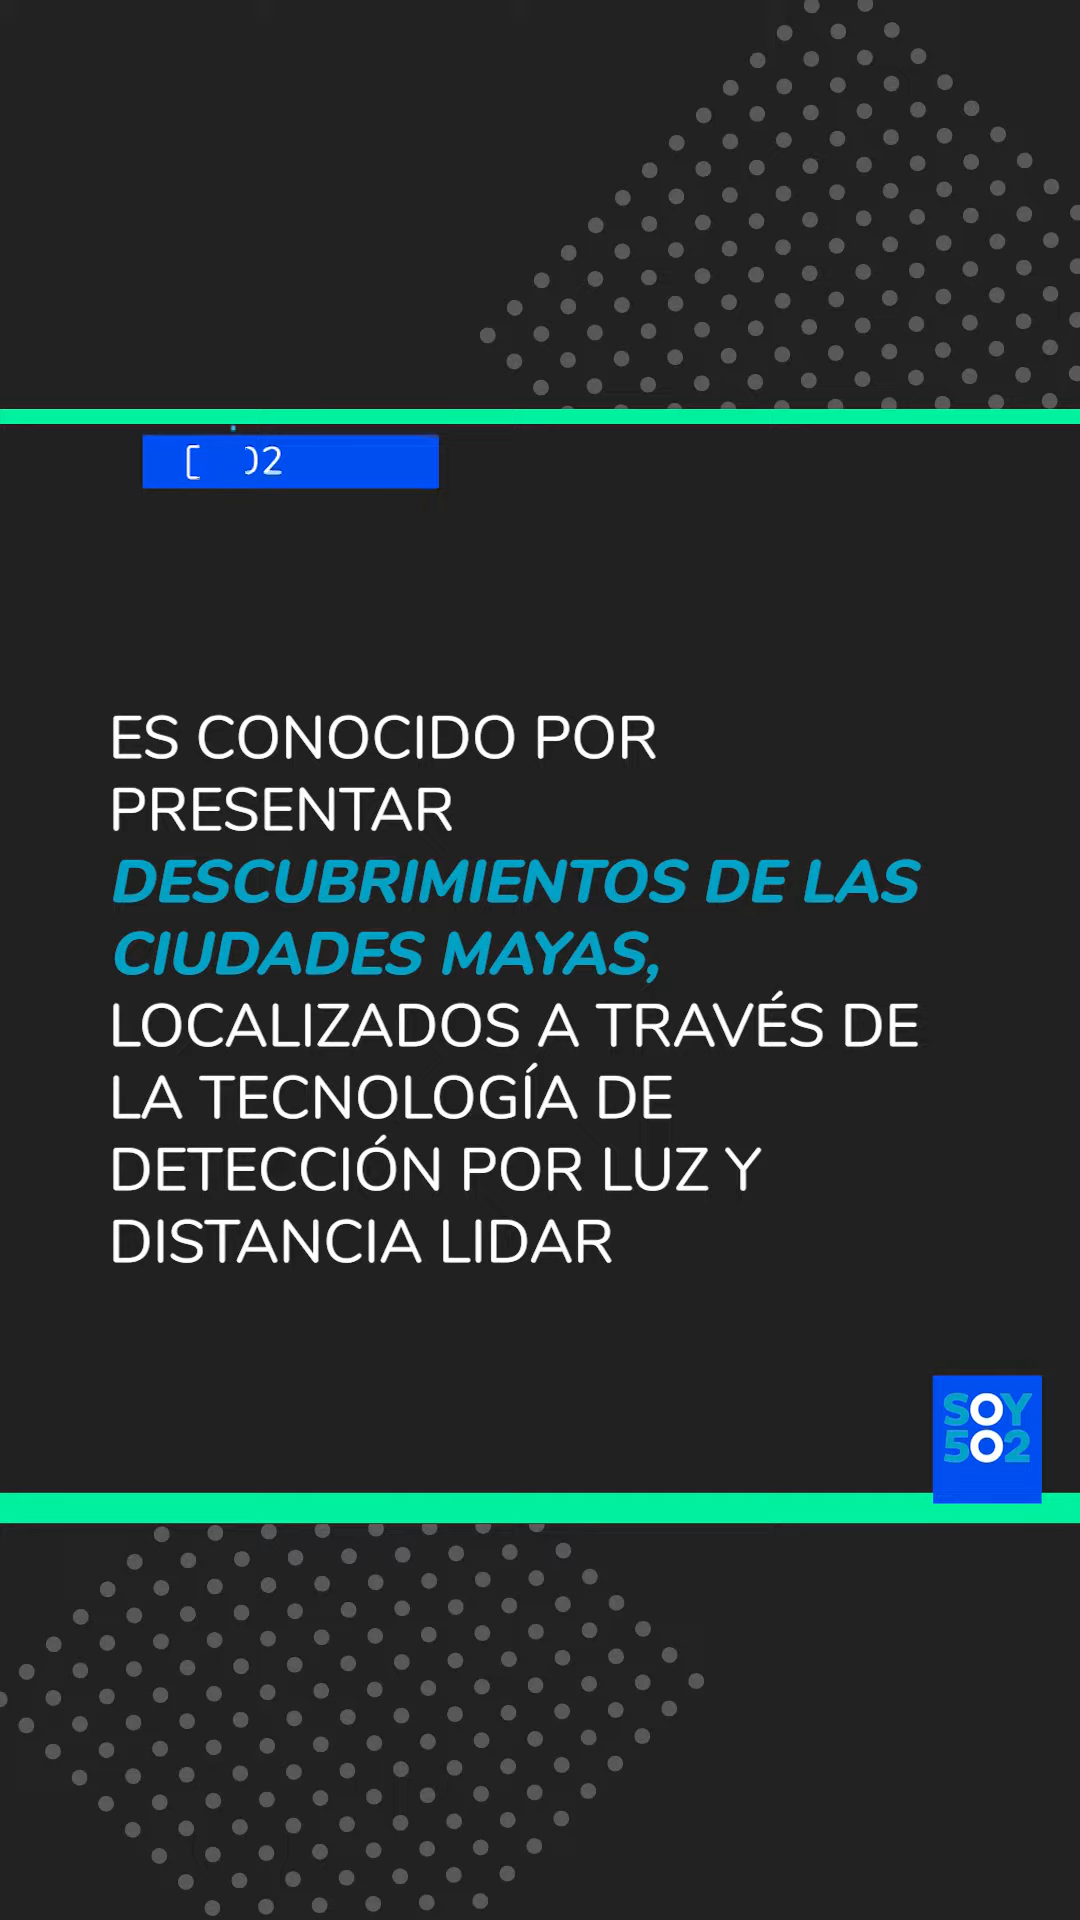 ES CONOCIDO POR
PRESENTAR
DESCUBRIMIENTOS DE LAS
CIUDADES MAYAS,
LOCALIZADOS A TRAVÉS DE
LA TECNOLOGÍA DE
DETECCIÓN POR LUZ Y
DISTANCIA LIDAR
SOY
502